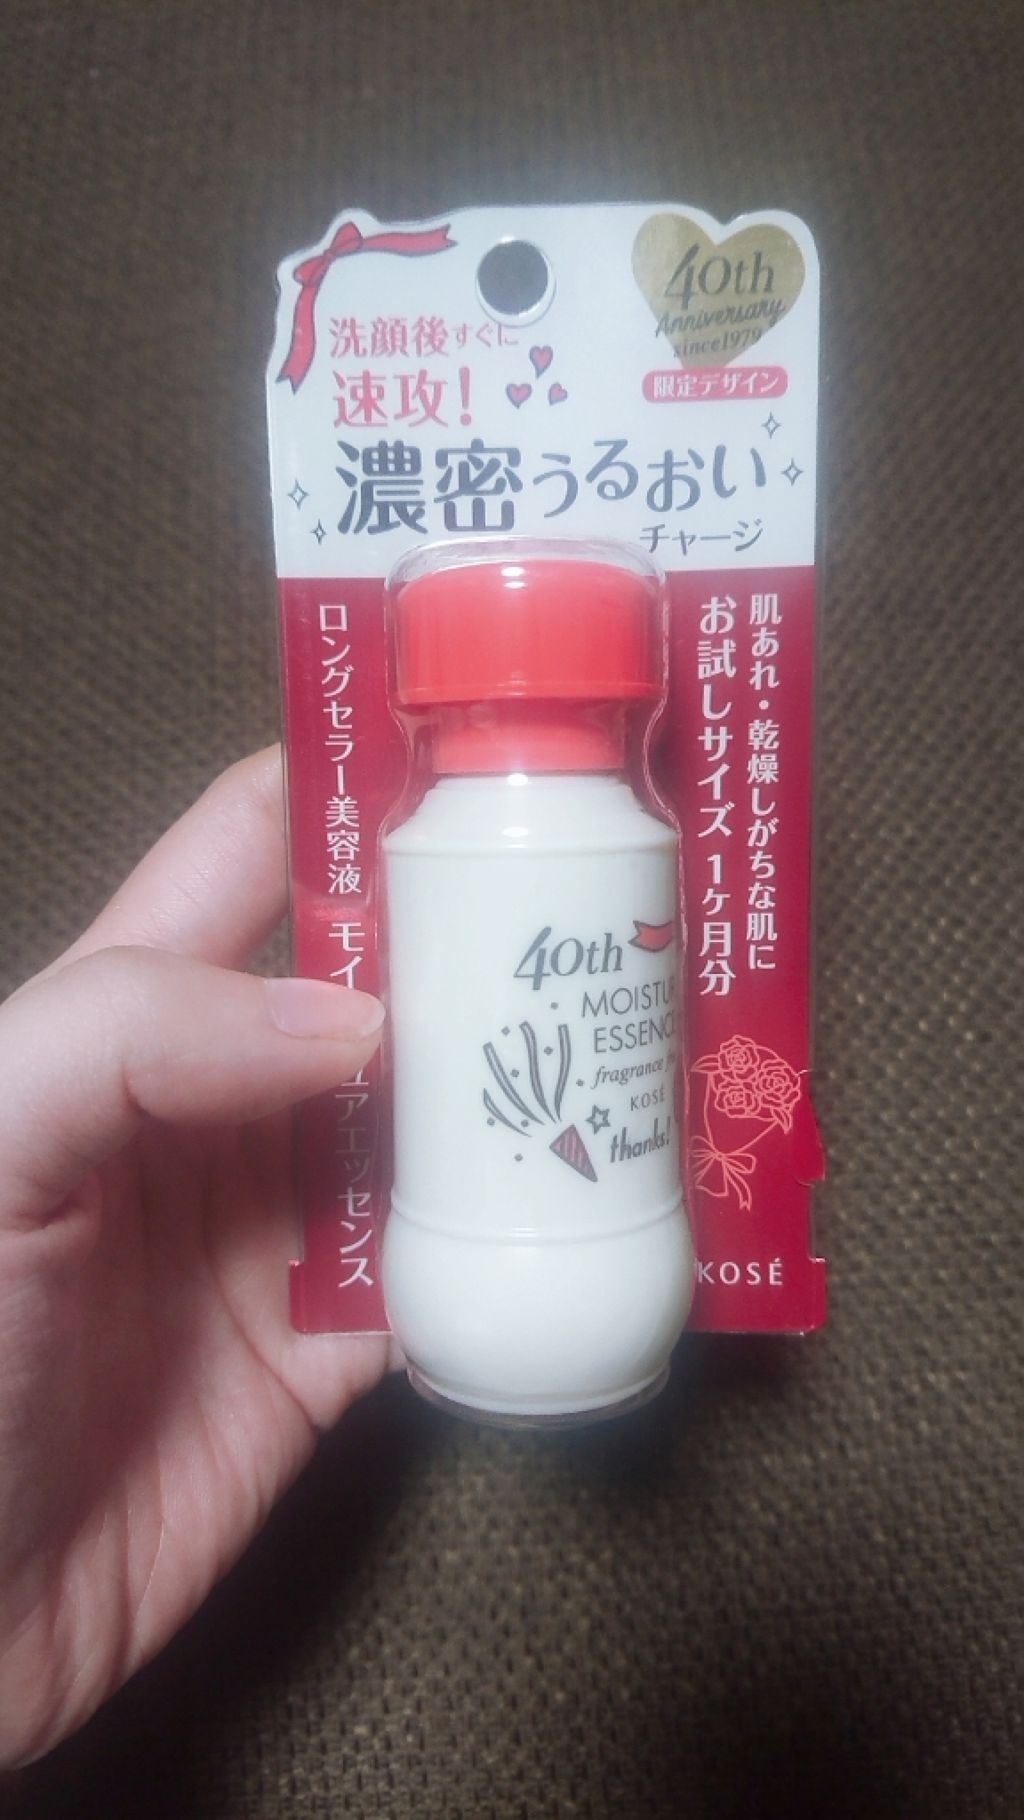 40th
Anniversary
since1979
限定デザイン
洗顔後すぐに
速攻!
濃密うるおい
チャージ
肌あれ・乾燥しがちな肌に
お試しサイズ 1ヶ月分
ロングセラー美容液
モイ
ュアエッセンス
40th
MOISTU
ESSENC
fragrance
KOSÉ
thanks!
KOSÉ